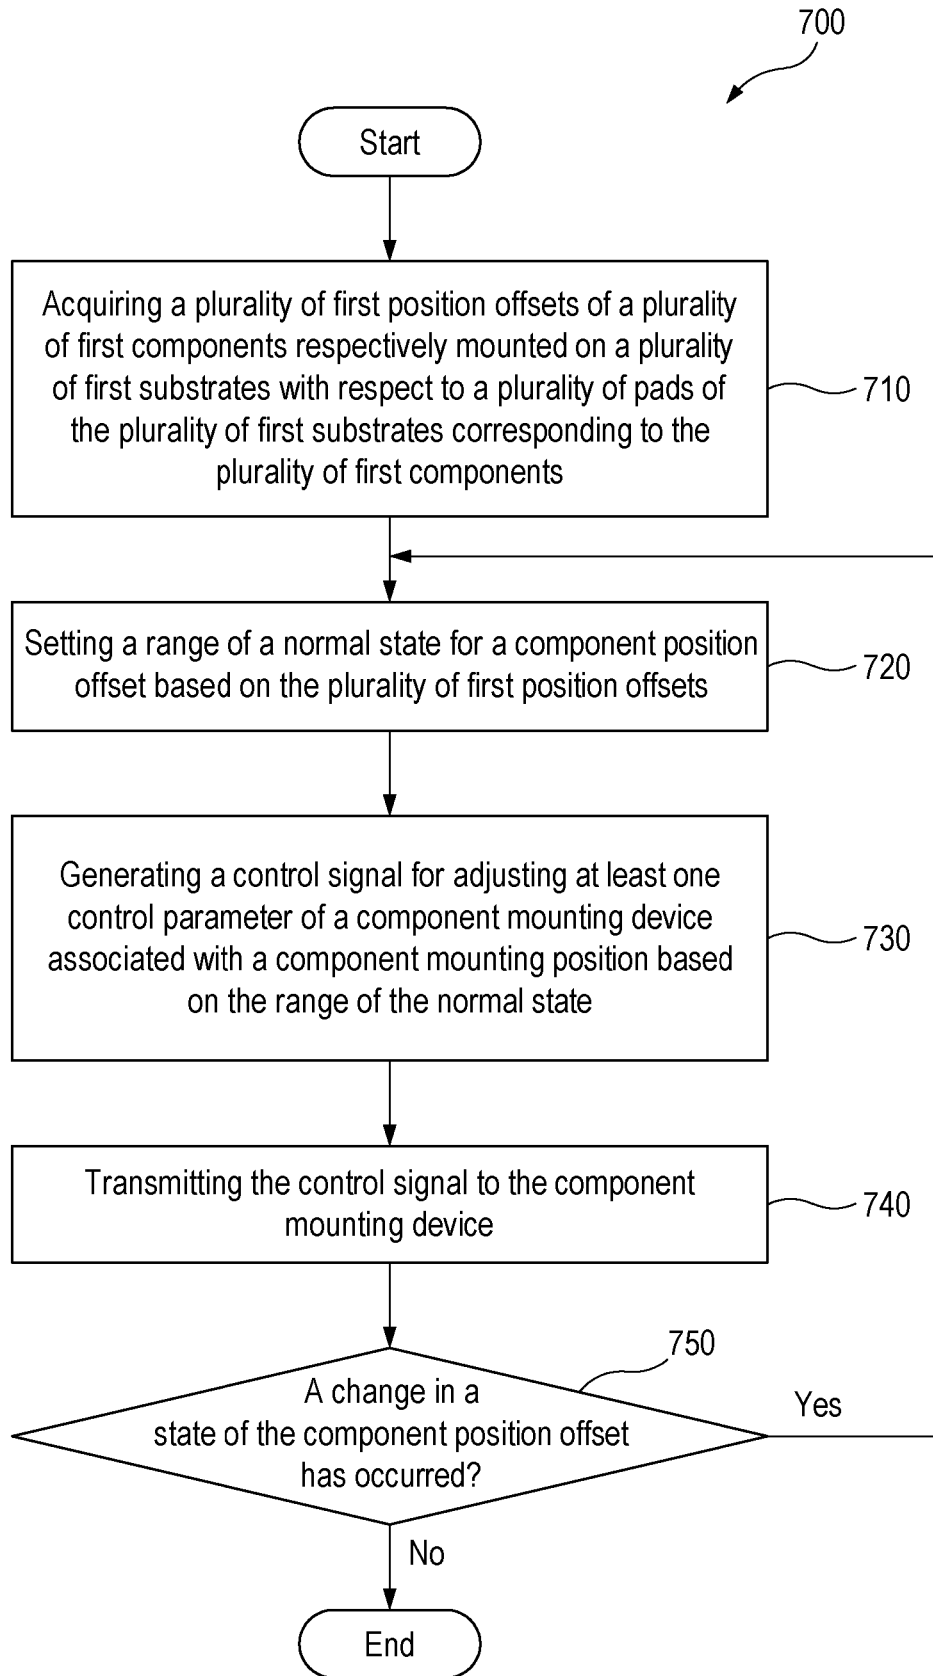 700
Start
Acquiring a plurality of first position offsets of a plurality
of first components respectively mounted on a plurality
of first substrates with respect to a plurality of pads of
the plurality of first substrates corresponding to the
plurality of first components
710
Setting a range of a normal state for a component position
offset based on the plurality of first position offsets
720
Generating a control signal for adjusting at least one
control parameter of a component mounting device
associated with a component mounting position based
on the range of the normal state
730
Transmitting the control signal to the component
mounting device
740
750
A change in a
state of the component position offset
has occurred?
Yes
No
End